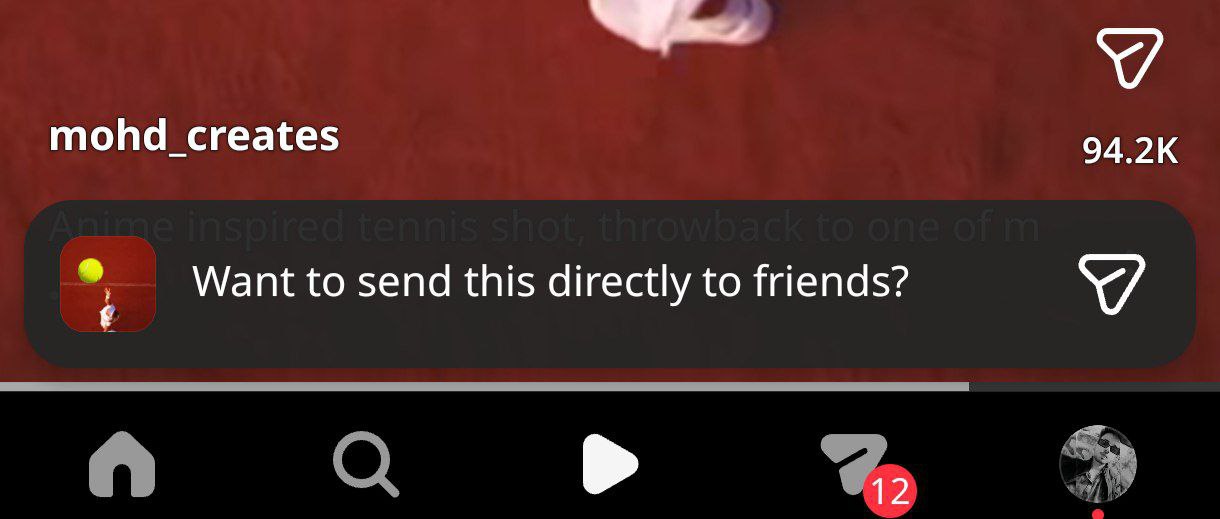 mohd_creates
94.2K
Anime inspired tennis shot, throwback to one of m
Want to send this directly to friends?
12